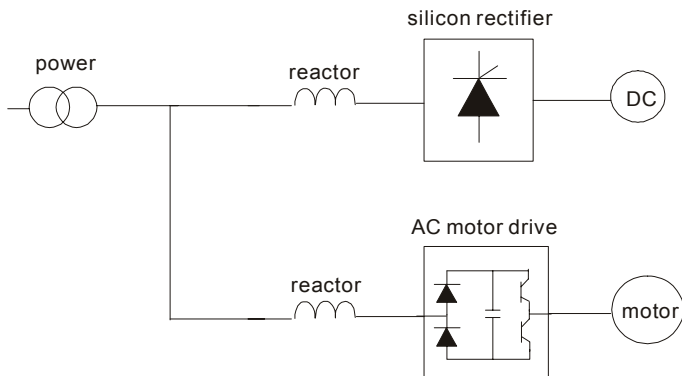 silicon rectifier
power
reactor
DC
AC motor drive
reactor
motor